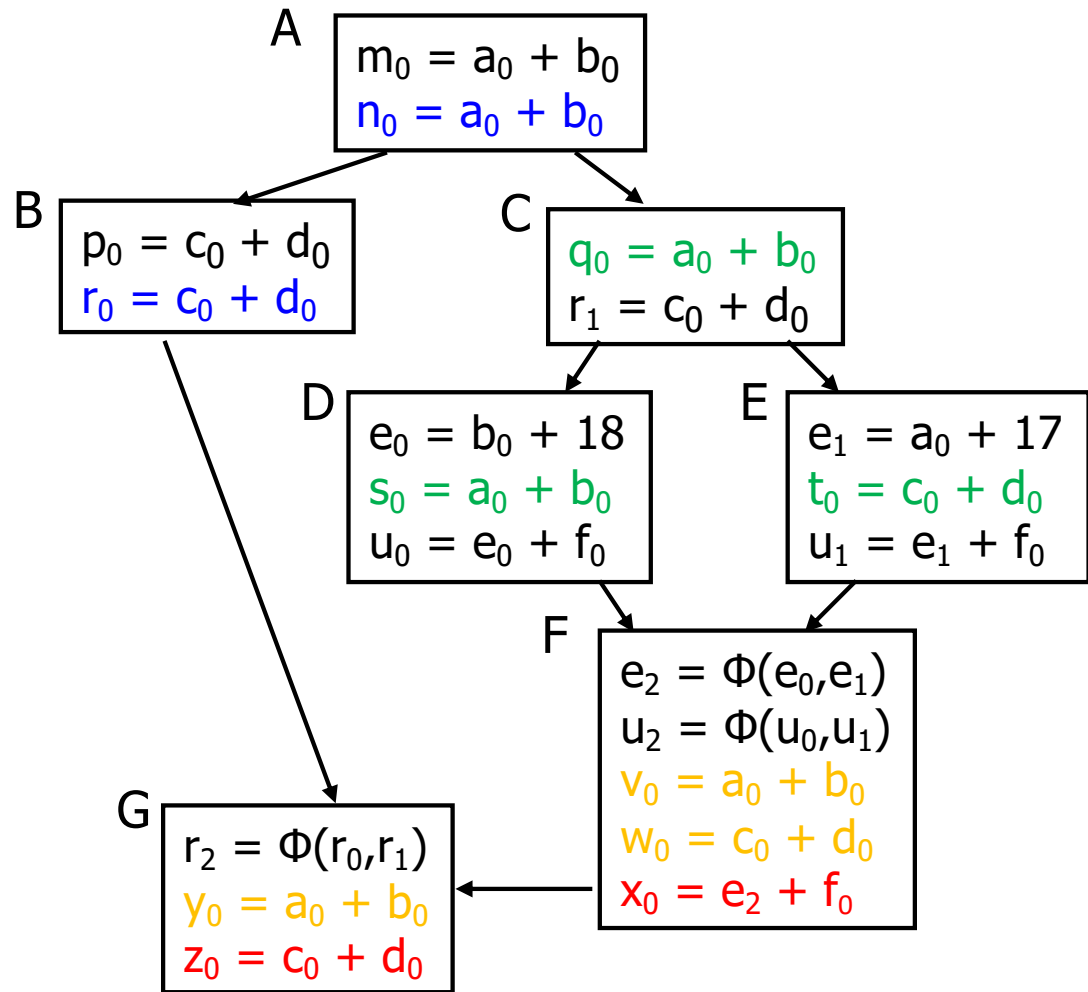 A
m₀ = a₀ + b₀
n₀ = a₀ + b₀
B
p₀ = c₀ + d₀
r₀ = c₀ + d₀
C
q₀ = a₀ + b₀
r₁ = c₀ + d₀
D
e₀ = b₀ + 18
s₀ = a₀ + b₀
u₀ = e₀ + f₀
E
e₁ = a₀ + 17
t₀ = c₀ + d₀
u₁ = e₁ + f₀
F
e₂ = Φ(e₀,e₁)
u₂ = Φ(u₀,u₁)
v₀ = a₀ + b₀
w₀ = c₀ + d₀
x₀ = e₂ + f₀
G
r₂ = Φ(r₀,r₁)
y₀ = a₀ + b₀
z₀ = c₀ + d₀